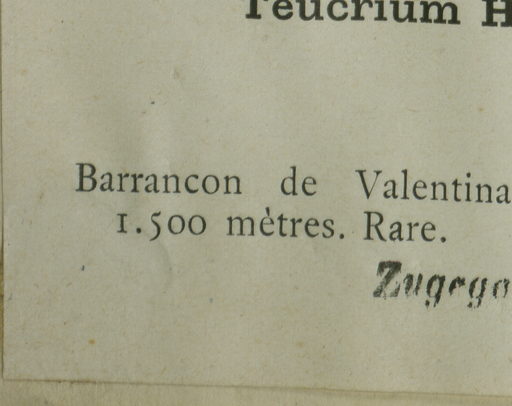 Teucrium H
Barrancon de Valentina
1.500 mètres. Rare.
Zugego